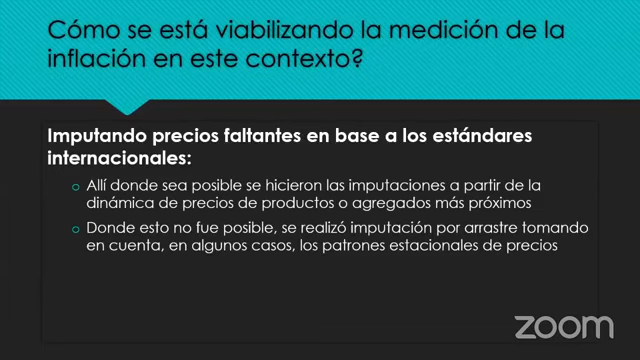 Cómo se está viabilizando la medición de la
inflación en este contexto?
Imputando precios faltantes en base a los estándares
internacionales:
o Allí donde sea posible se hicieron las imputaciones a partir de la
dinámica de precios de productos o agregados más próximos
o Donde esto no fue posible, se realizó imputación por arrastre tomando
en cuenta, en algunos casos, los patrones estacionales de precios
zoom